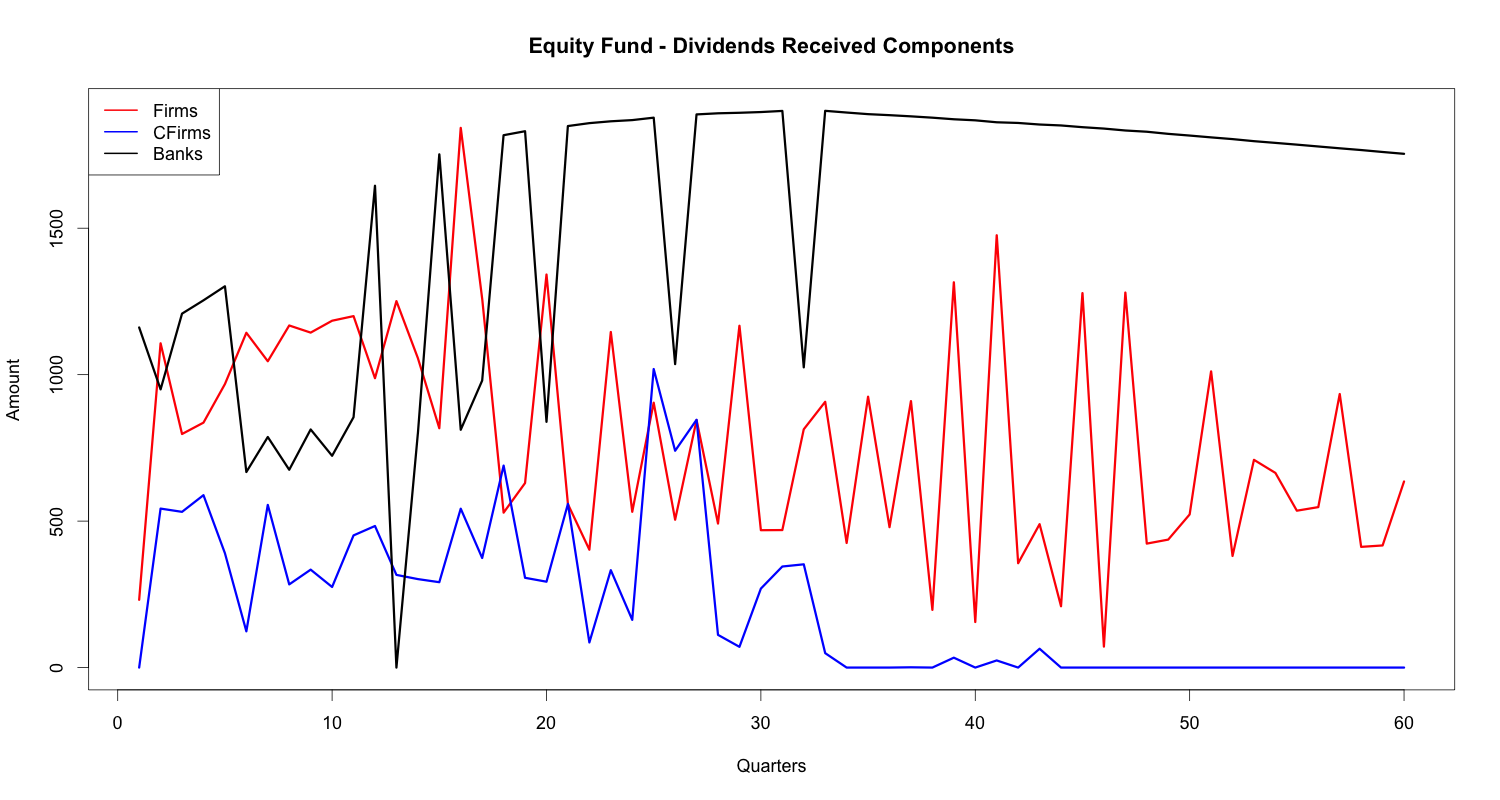 Equity Fund - Dividends Received Components
Firms
CFirms
Banks
Amount
1500
1000
500
0
0 10 20 30 40 50 60
Quarters